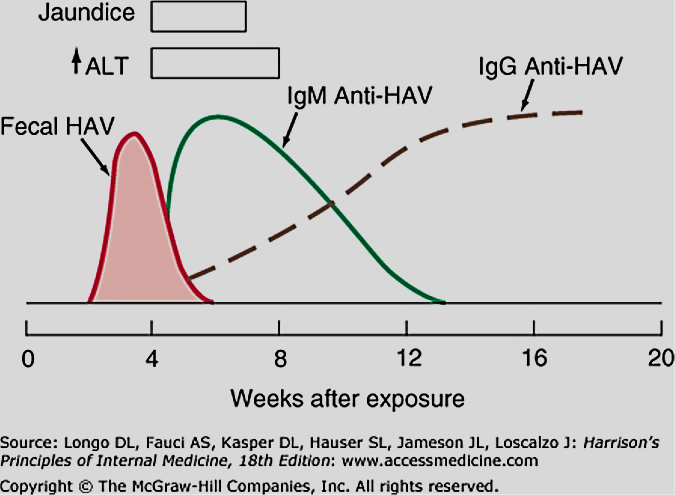 Jaundice
ALT
IgG Anti-HAV
IgM Anti-HAV
Fecal HAV
0 4 8 12 16 20
Weeks after exposure
Source: Longo DL, Fauci AS, Kasper DL, Hauser SL, Jameson JL, Loscalzo J: Harrison's
Principles of Internal Medicine, 18th Edition: www.accessmedicine.com
Copyright © The McGraw-Hill Companies, Inc. All rights reserved.